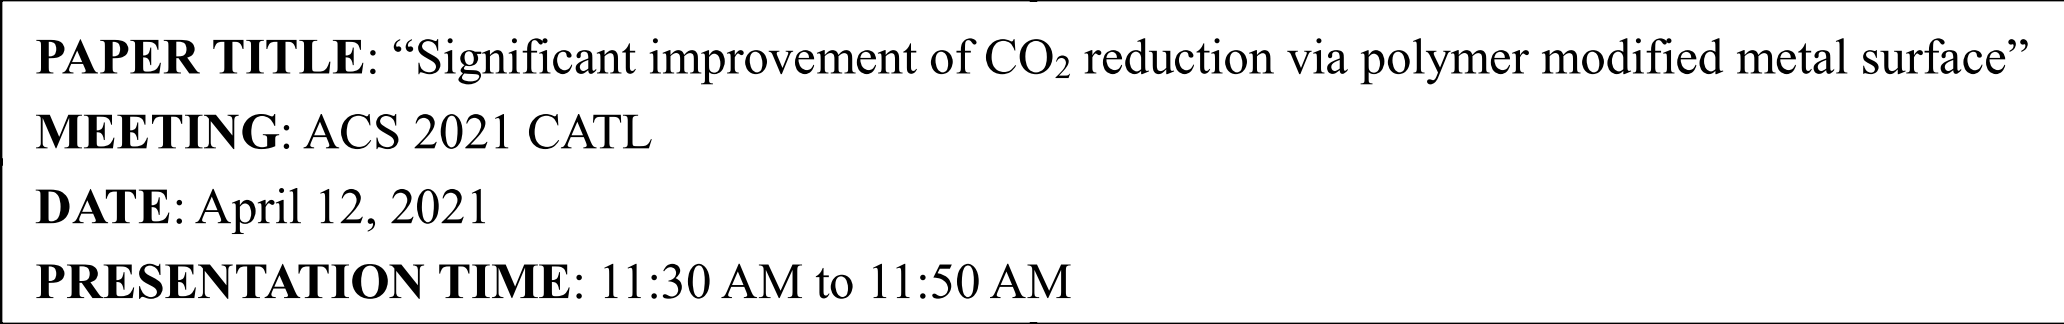 PAPER TITLE: “Significant improvement of CO₂ reduction via polymer modified metal surface”
MEETING: ACS 2021 CATL
DATE: April 12, 2021
PRESENTATION TIME: 11:30 AM to 11:50 AM